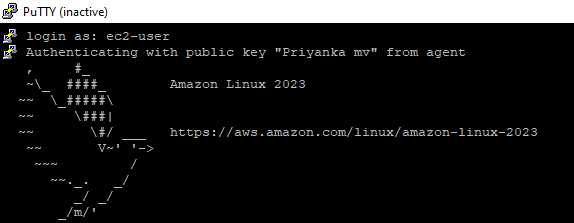 PuTTY (inactive)
login as: ec2-user
Authenticating with public key "Priyanka mv" from agent
   ,     #_
   ~\_  ####_        Amazon Linux 2023
  ~~  \_#####\
  ~~     \###|
  ~~       \#/ ___   https://aws.amazon.com/linux/amazon-linux-2023
   ~~       V~' '->
    ~~~         /
      ~~._.   _/
         _/ _/
       _/m/'